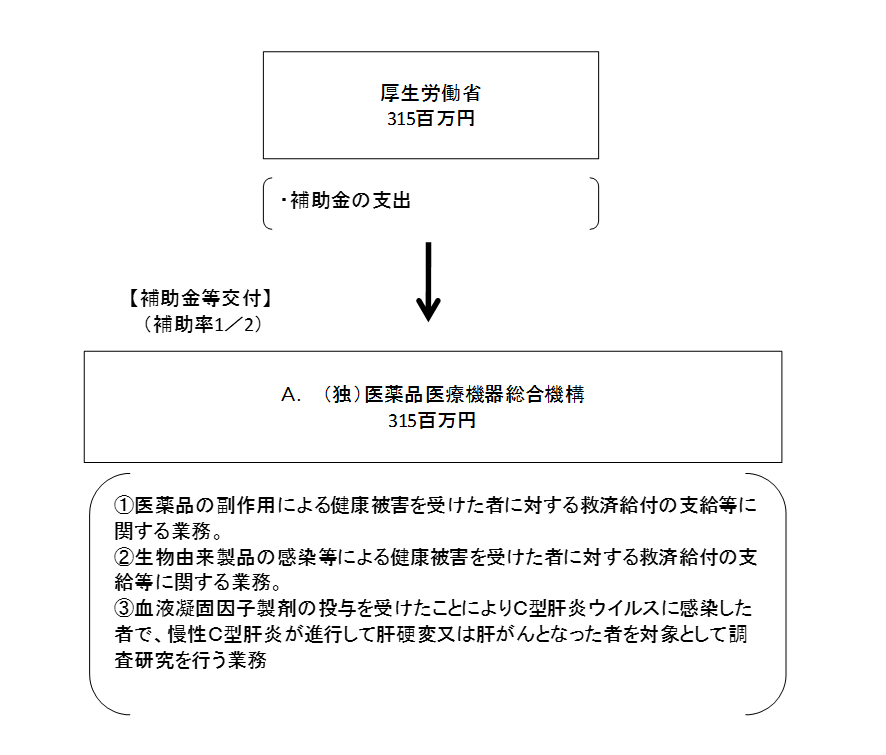 厚生労働省
315百万円
・補助金の支出
【補助金等交付】
（補助率1／2）
A. （独）医薬品医療機器総合機構
315百万円
①医薬品の副作用による健康被害を受けた者に対する救済給付の支給等に
関する業務。
②生物由来製品の感染等による健康被害を受けた者に対する救済給付の支
給等に関する業務。
③血液凝固因子製剤の投与を受けたことによりC型肝炎ウイルスに感染した
者で、慢性C型肝炎が進行して肝硬変又は肝がんとなった者を対象として調
査研究を行う業務